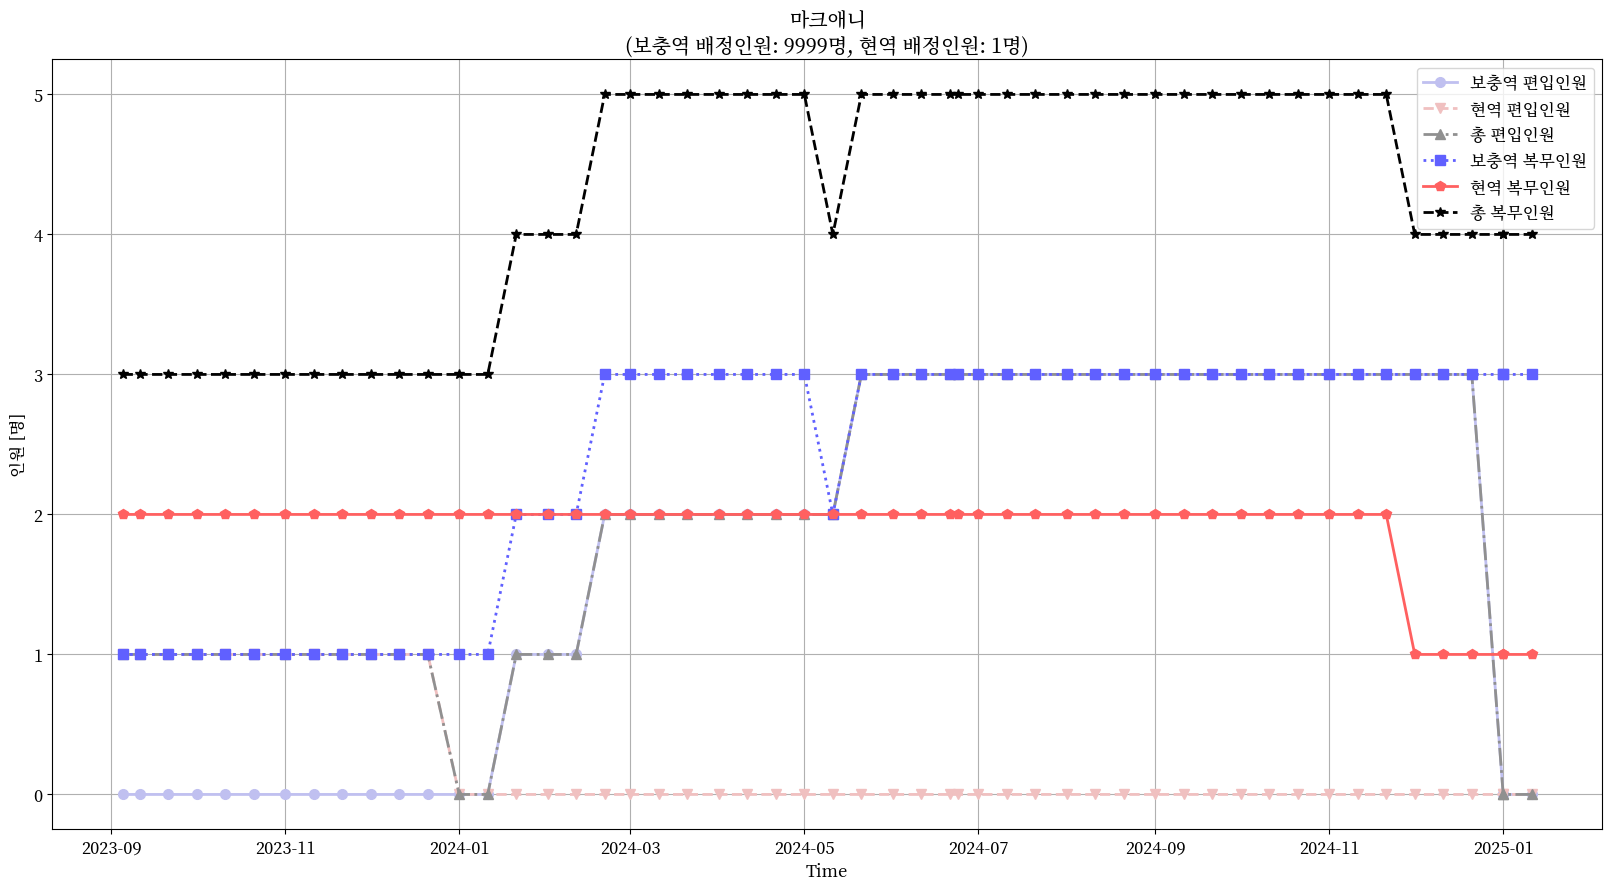 마크애니
(보충역 배정인원: 9999명, 현역 배정인원: 1명)
보충역 편입인원
현역 편입인원
총 편입인원
보충역 복무인원
현역 복무인원
총 복무인원
인원 [명]
5
4
3
2
1
0
2023-09
2023-11
2024-01
2024-03
2024-05
2024-07
2024-09
2024-11
2025-01
Time